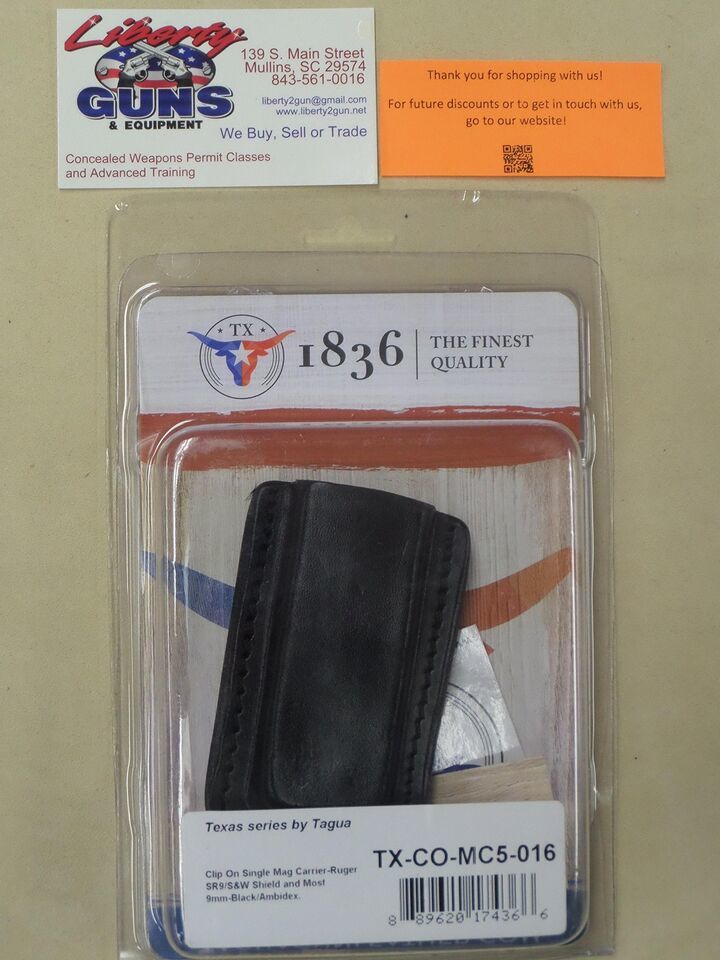 Liberty
GUNS
& EQUIPMENT
139 S. Main Street
Mullins, SC 29574
843-561-0016
liberty2gun@gmail.com
www.liberty2gun.net
We Buy, Sell or Trade
Concealed Weapons Permit Classes
and Advanced Training
Thank you for shopping with us!
For future discounts or to get in touch with us,
go to our website!
TX
1836
THE FINEST
QUALITY
Texas series by Tagua
TX-CO-MC5-016
Clip On Single Mag Carrier-Ruger
SR9/S&W Shield and Most
9mm-Black/Ambidex.
8 89620 17436 6